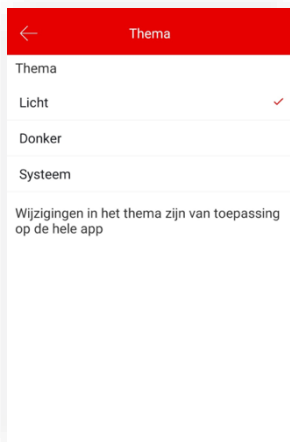 Thema
Thema
Licht
Donker
Systeem
Wijzigingen in het thema zijn van toepassing
op de hele app